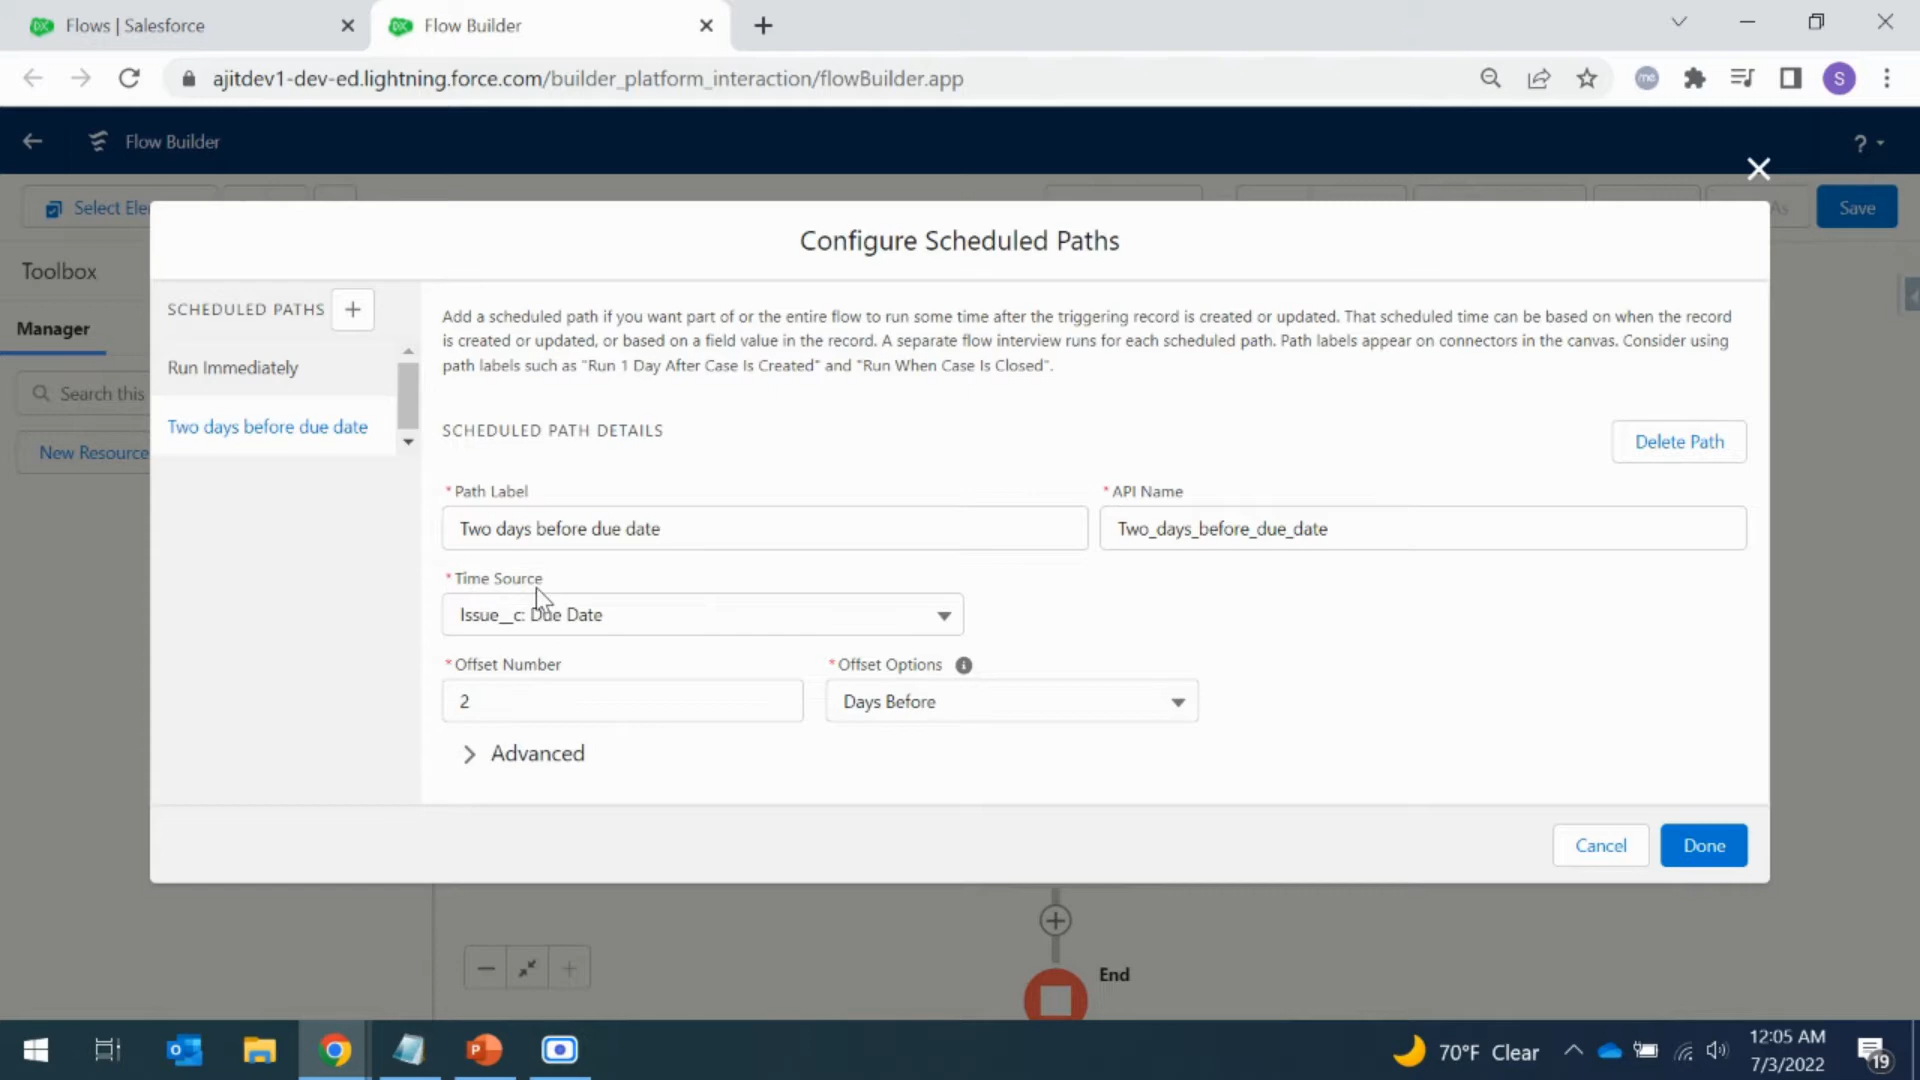 Flows | Salesforce
Flow Builder
ajitdev1-dev-ed.lightning.force.com/builder_platform_interaction/flowBuilder.app
me
S
Flow Builder
?
Select Ele
As
Save
Configure Scheduled Paths
Toolbox
SCHEDULED PATHS
Manager
Add a scheduled path if you want part of or the entire flow to run some time after the triggering record is created or updated. That scheduled time can be based on when the record
is created or updated, or based on a field value in the record. A separate flow interview runs for each scheduled path. Path labels appear on connectors in the canvas. Consider using
path labels such as "Run 1 Day After Case Is Created" and "Run When Case Is Closed".
Run Immediately
Search this
Two days before due date
New Resource
SCHEDULED PATH DETAILS
Delete Path
* Path Label
* API Name
Two days before due date
Two_days_before_due_date
* Time Source
Issue__c: Due Date
* Offset Number
* Offset Options
2
Days Before
Advanced
Cancel
Done
End
70°F Clear
12:05 AM
7/3/2022
19